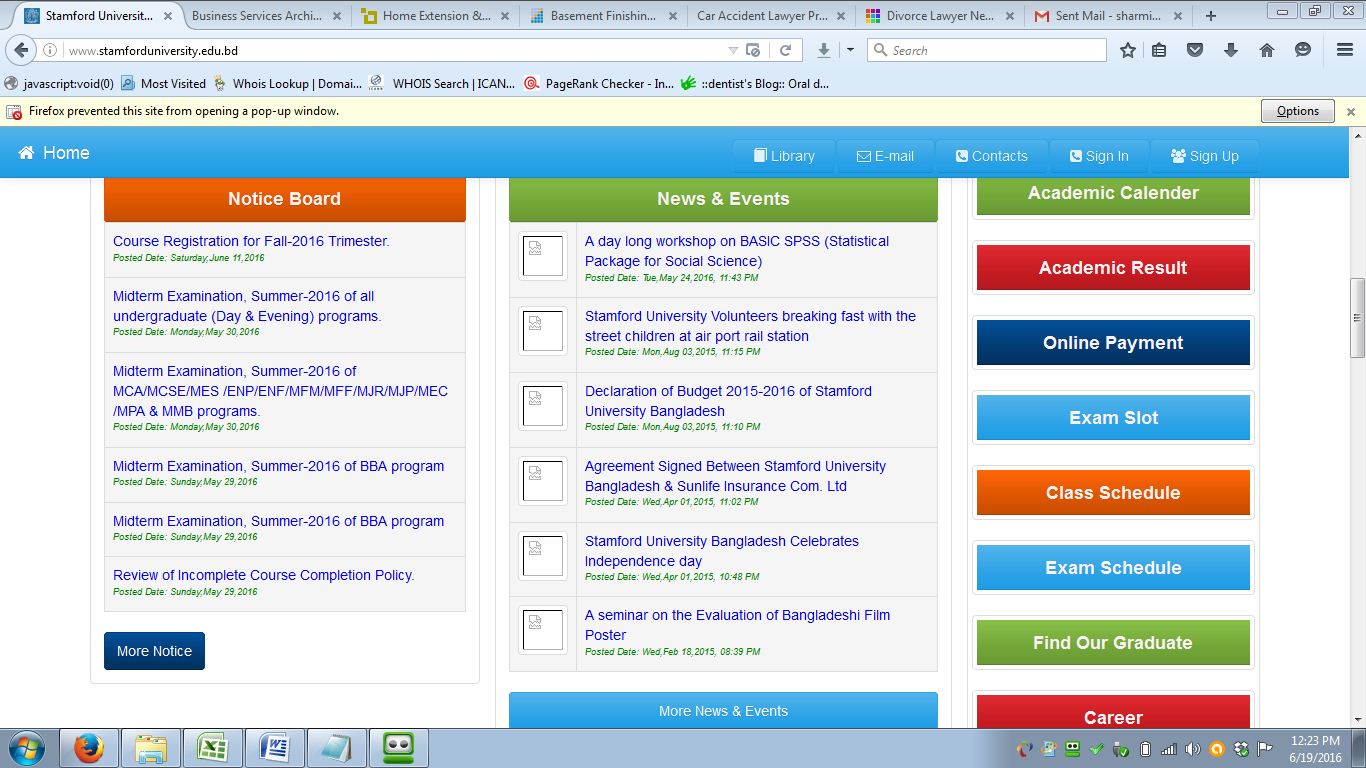 Stamford Universit...
Business Services Archi...
Home Extension &...
Basement Finishin...
Car Accident Lawyer Pr...
Divorce Lawyer Ne...
Sent Mail - sharmi...
www.stamforduniversity.edu.bd
Search
javascript:void(0)
Most Visited
Whois Lookup | Domai...
WHOIS Search | ICAN...
PageRank Checker - In...
::dentist's Blog:: Oral d...
Firefox prevented this site from opening a pop-up window.
Options
Home
Library
E-mail
Contacts
Sign In
Sign Up
Notice Board
Course Registration for Fall-2016 Trimester.
Posted Date: Saturday,June 11,2016
Midterm Examination, Summer-2016 of all
undergraduate (Day & Evening) programs.
Posted Date: Monday,May 30,2016
Midterm Examination, Summer-2016 of
MCA/MCSE/MES /ENP/ENF/MFM/MFF/MJR/MJP/MEC
/MPA & MMB programs.
Posted Date: Monday,May 30,2016
Midterm Examination, Summer-2016 of BBA program
Posted Date: Sunday,May 29,2016
Midterm Examination, Summer-2016 of BBA program
Posted Date: Sunday,May 29,2016
Review of Incomplete Course Completion Policy.
Posted Date: Sunday,May 29,2016
More Notice
News & Events
A day long workshop on BASIC SPSS (Statistical
Package for Social Science)
Posted Date: Tue,May 24,2016, 11:43 PM
Stamford University Volunteers breaking fast with the
street children at air port rail station
Posted Date: Mon,Aug 03,2015, 11:15 PM
Declaration of Budget 2015-2016 of Stamford
University Bangladesh
Posted Date: Mon,Aug 03,2015, 11:10 PM
Agreement Signed Between Stamford University
Bangladesh & Sunlife Insurance Com. Ltd
Posted Date: Wed,Apr 01,2015, 11:02 PM
Stamford University Bangladesh Celebrates
Independence day
Posted Date: Wed,Apr 01,2015, 10:48 PM
A seminar on the Evaluation of Bangladeshi Film
Poster
Posted Date: Wed,Feb 18,2015, 08:39 PM
More News & Events
Academic Calender
Academic Result
Online Payment
Exam Slot
Class Schedule
Exam Schedule
Find Our Graduate
Career
12:23 PM
6/19/2016